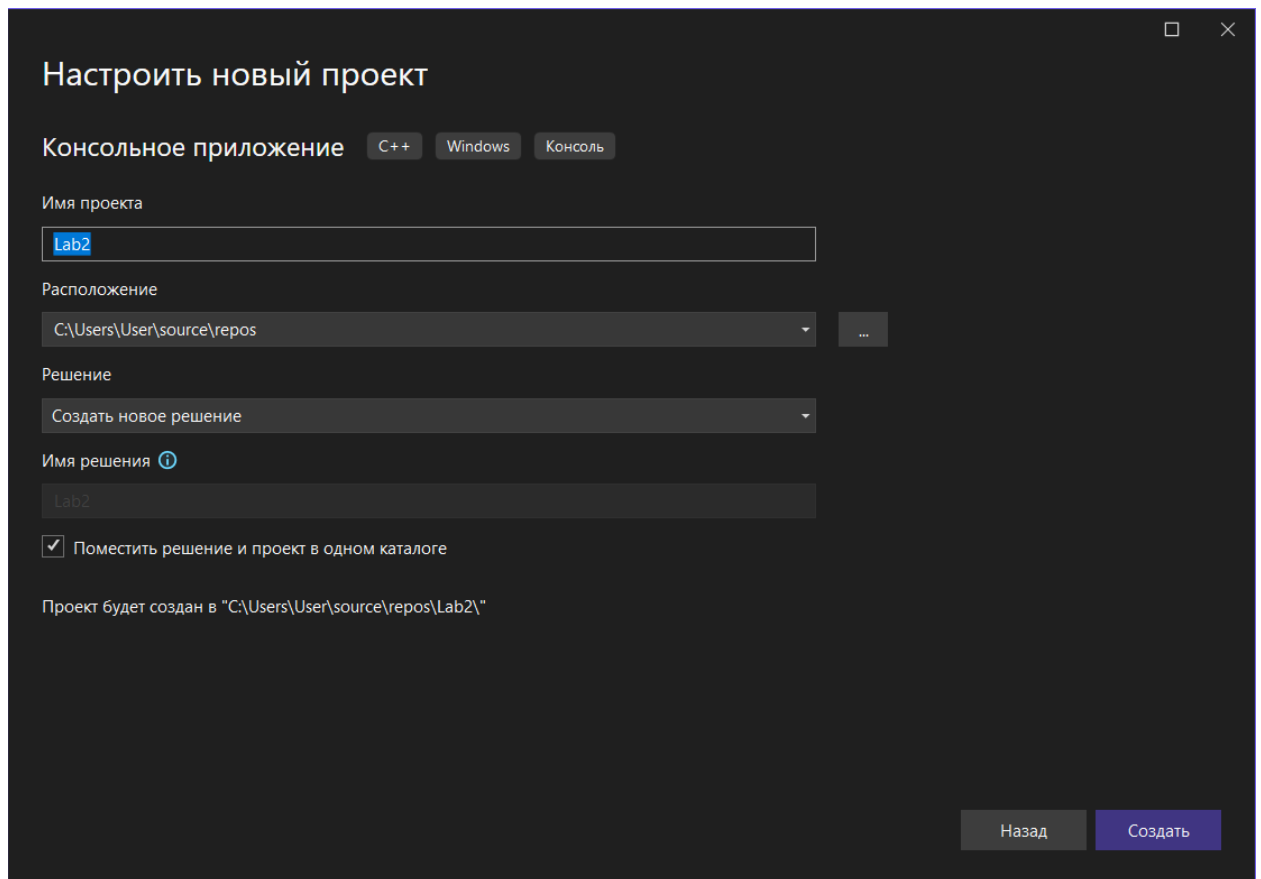 Настроить новый проект
Консольное приложение C++ Windows Консоль
Имя проекта
Lab2
Расположение
C:\Users\User\source\repos
...
Решение
Создать новое решение
Имя решения
Lab2
Поместить решение и проект в одном каталоге
Проект будет создан в "C:\Users\User\source\repos\Lab2\"
Назад Создать